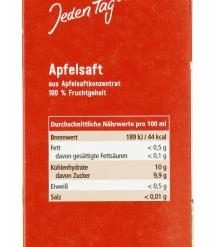 Jeden Tag
Apfelsaft
aus Apfelsaftkonzentrat
100 % Fruchtgehalt
Durchschnittliche Nährwerte pro 100 ml
Brennwert 189 kJ / 44 kcal
Fett < 0,5 g
davon gesättigte Fettsäuren < 0,1 g
Kohlenhydrate 10 g
davon Zucker 9,9 g
Eiweiß < 0,5 g
Salz < 0,01 g